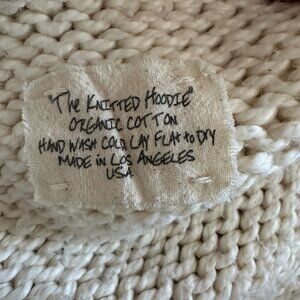 "The Knitted Hoodie"
ORGANIC COTTON
HAND WASH COLD LAY FLAT to DRY
MADE IN LOS ANGELES
USA